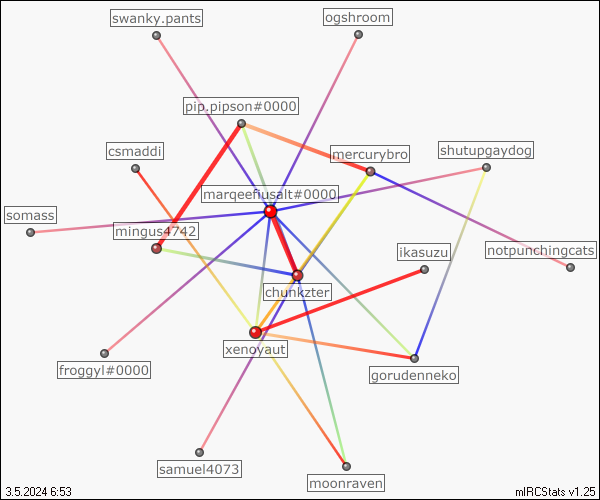 swanky.pants
ogshroom
pip.pipson#0000
csmaddi
mercurybro
shutupgaydog
marqeeñusalt#0000
somass
mingus4742
ikasuzu
notpunchingcats
chunkzter
xenoyaut
froggyl#0000
gorudenneko
samuel4073
moonraven
3.5.2024 6:53
mIRCStats v1.25